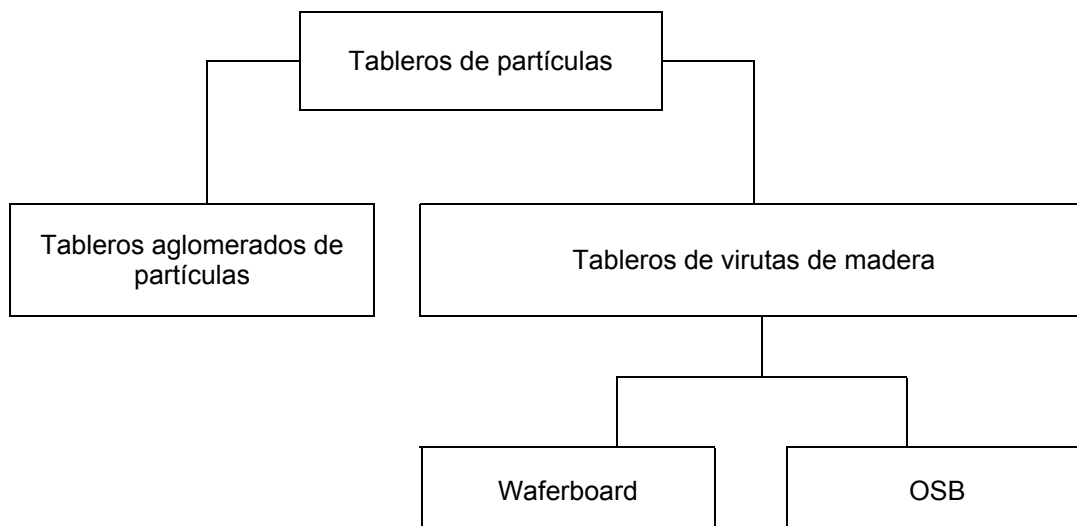 Tableros de partículas
Tableros aglomerados de
partículas
Tableros de virutas de madera
Waferboard
OSB